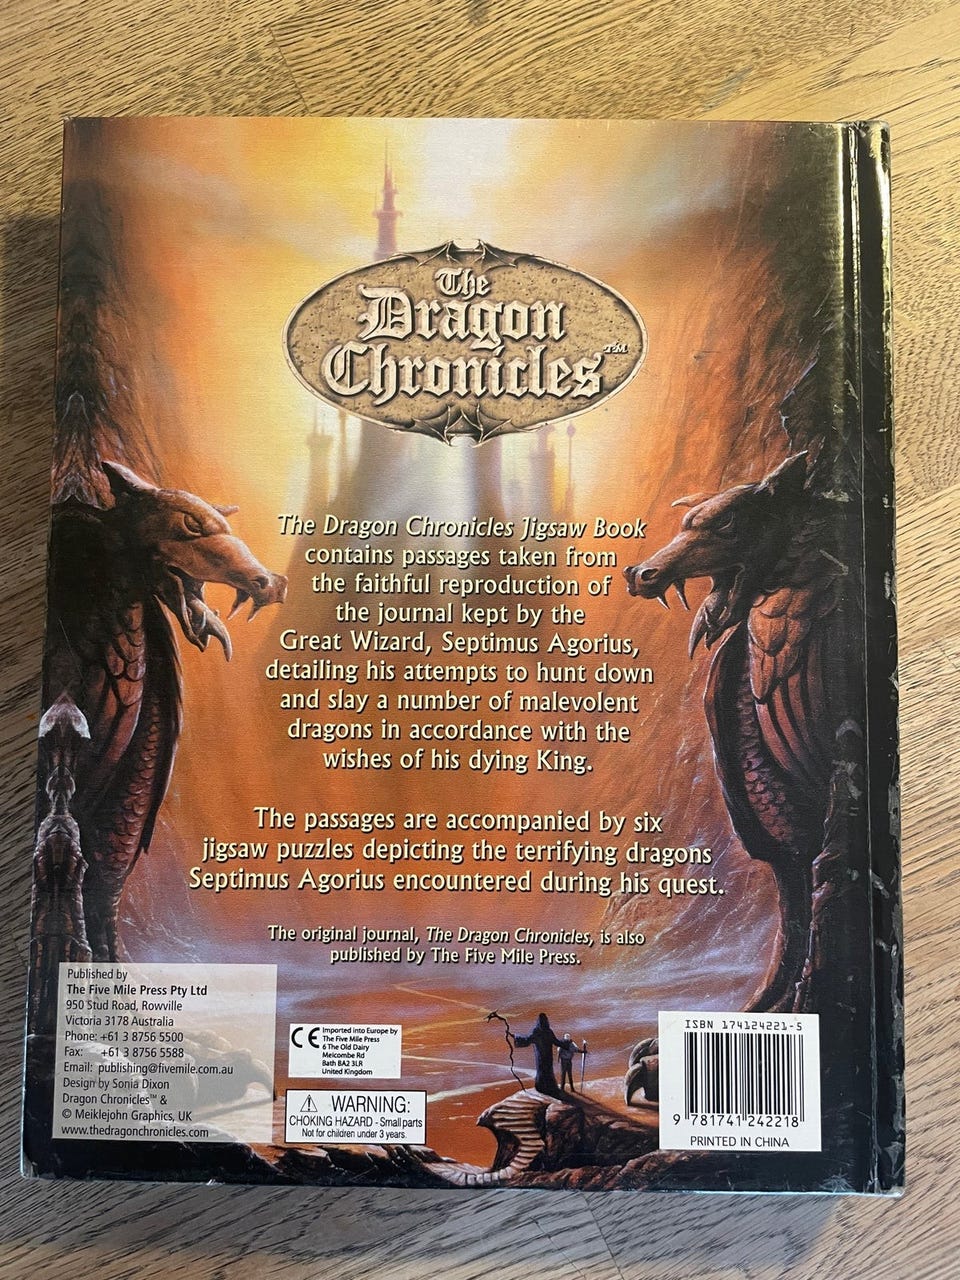 The
Dragon
Chronicles™
The Dragon Chronicles Jigsaw Book
contains passages taken from
the faithful reproduction of
the journal kept by the
Great Wizard, Septimus Agorius,
detailing his attempts to hunt down
and slay a number of malevolent
dragons in accordance with the
wishes of his dying King.
The passages are accompanied by six
jigsaw puzzles depicting the terrifying dragons
Septimus Agorius encountered during his quest.
The original journal, The Dragon Chronicles, is also
published by The Five Mile Press.
Published by
The Five Mile Press Pty Ltd
950 Stud Road, Rowville
Victoria 3178 Australia
Phone: +61 3 8756 5500
Fax: +61 3 8756 5588
Email: publishing@fivemile.com.au
Design by Sonia Dixon
Dragon Chronicles™ &
© Meiklejohn Graphics, UK
www.thedragonchronicles.com
CE
Imported into Europe by
The Five Mile Press
6 The Old Dairy
Melcombe Rd
Bath BA2 3LR
United Kingdom
WARNING:
CHOKING HAZARD - Small parts
Not for children under 3 years.
ISBN 174124221-5
9 781741 242218
PRINTED IN CHINA